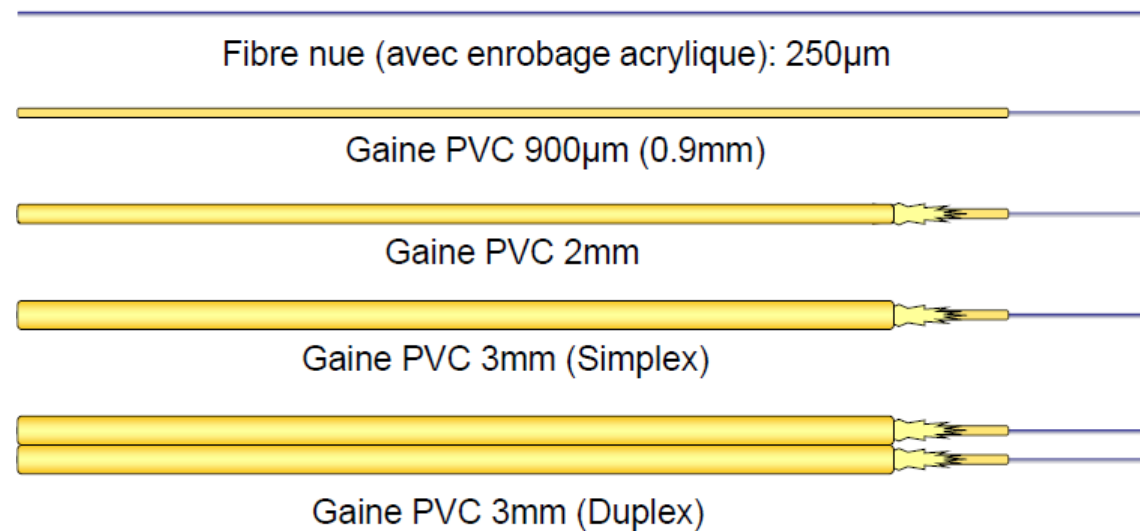 Fibre nue (avec enrobage acrylique): 250µm
Gaine PVC 900µm (0.9mm)
Gaine PVC 2mm
Gaine PVC 3mm (Simplex)
Gaine PVC 3mm (Duplex)